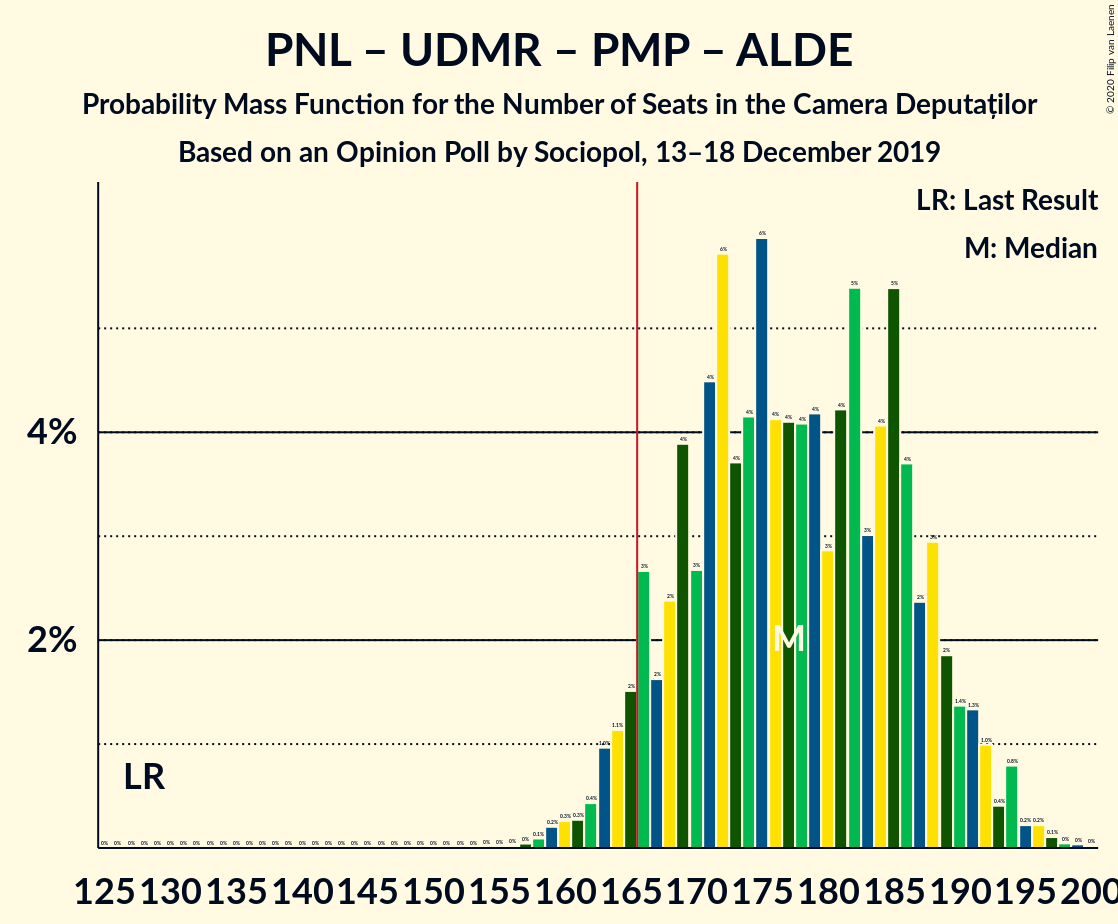 PNL – UDMR – PMP – ALDE
Probability Mass Function for the Number of Seats in the Camera Deputaților
Based on an Opinion Poll by Sociopol, 13–18 December 2019
© 2020 Filip van Laenen
LR: Last Result
M: Median
4%
2%
LR
M
125 130 135 140 145 150 155 160 165 170 175 180 185 190 195 200